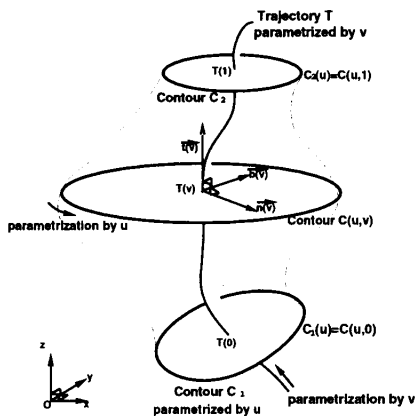 Trajectory T
parametrized by v
T(1)
C₂(u)=C(u,1)
Contour C₂
t(v)
T(v)
b(v)
n(v)
Contour C(u,v)
parametrization by u
C₁(u)=C(u,0)
T(0)
z
y
O
x
Contour C₁
parametrized by u
parametrization by v